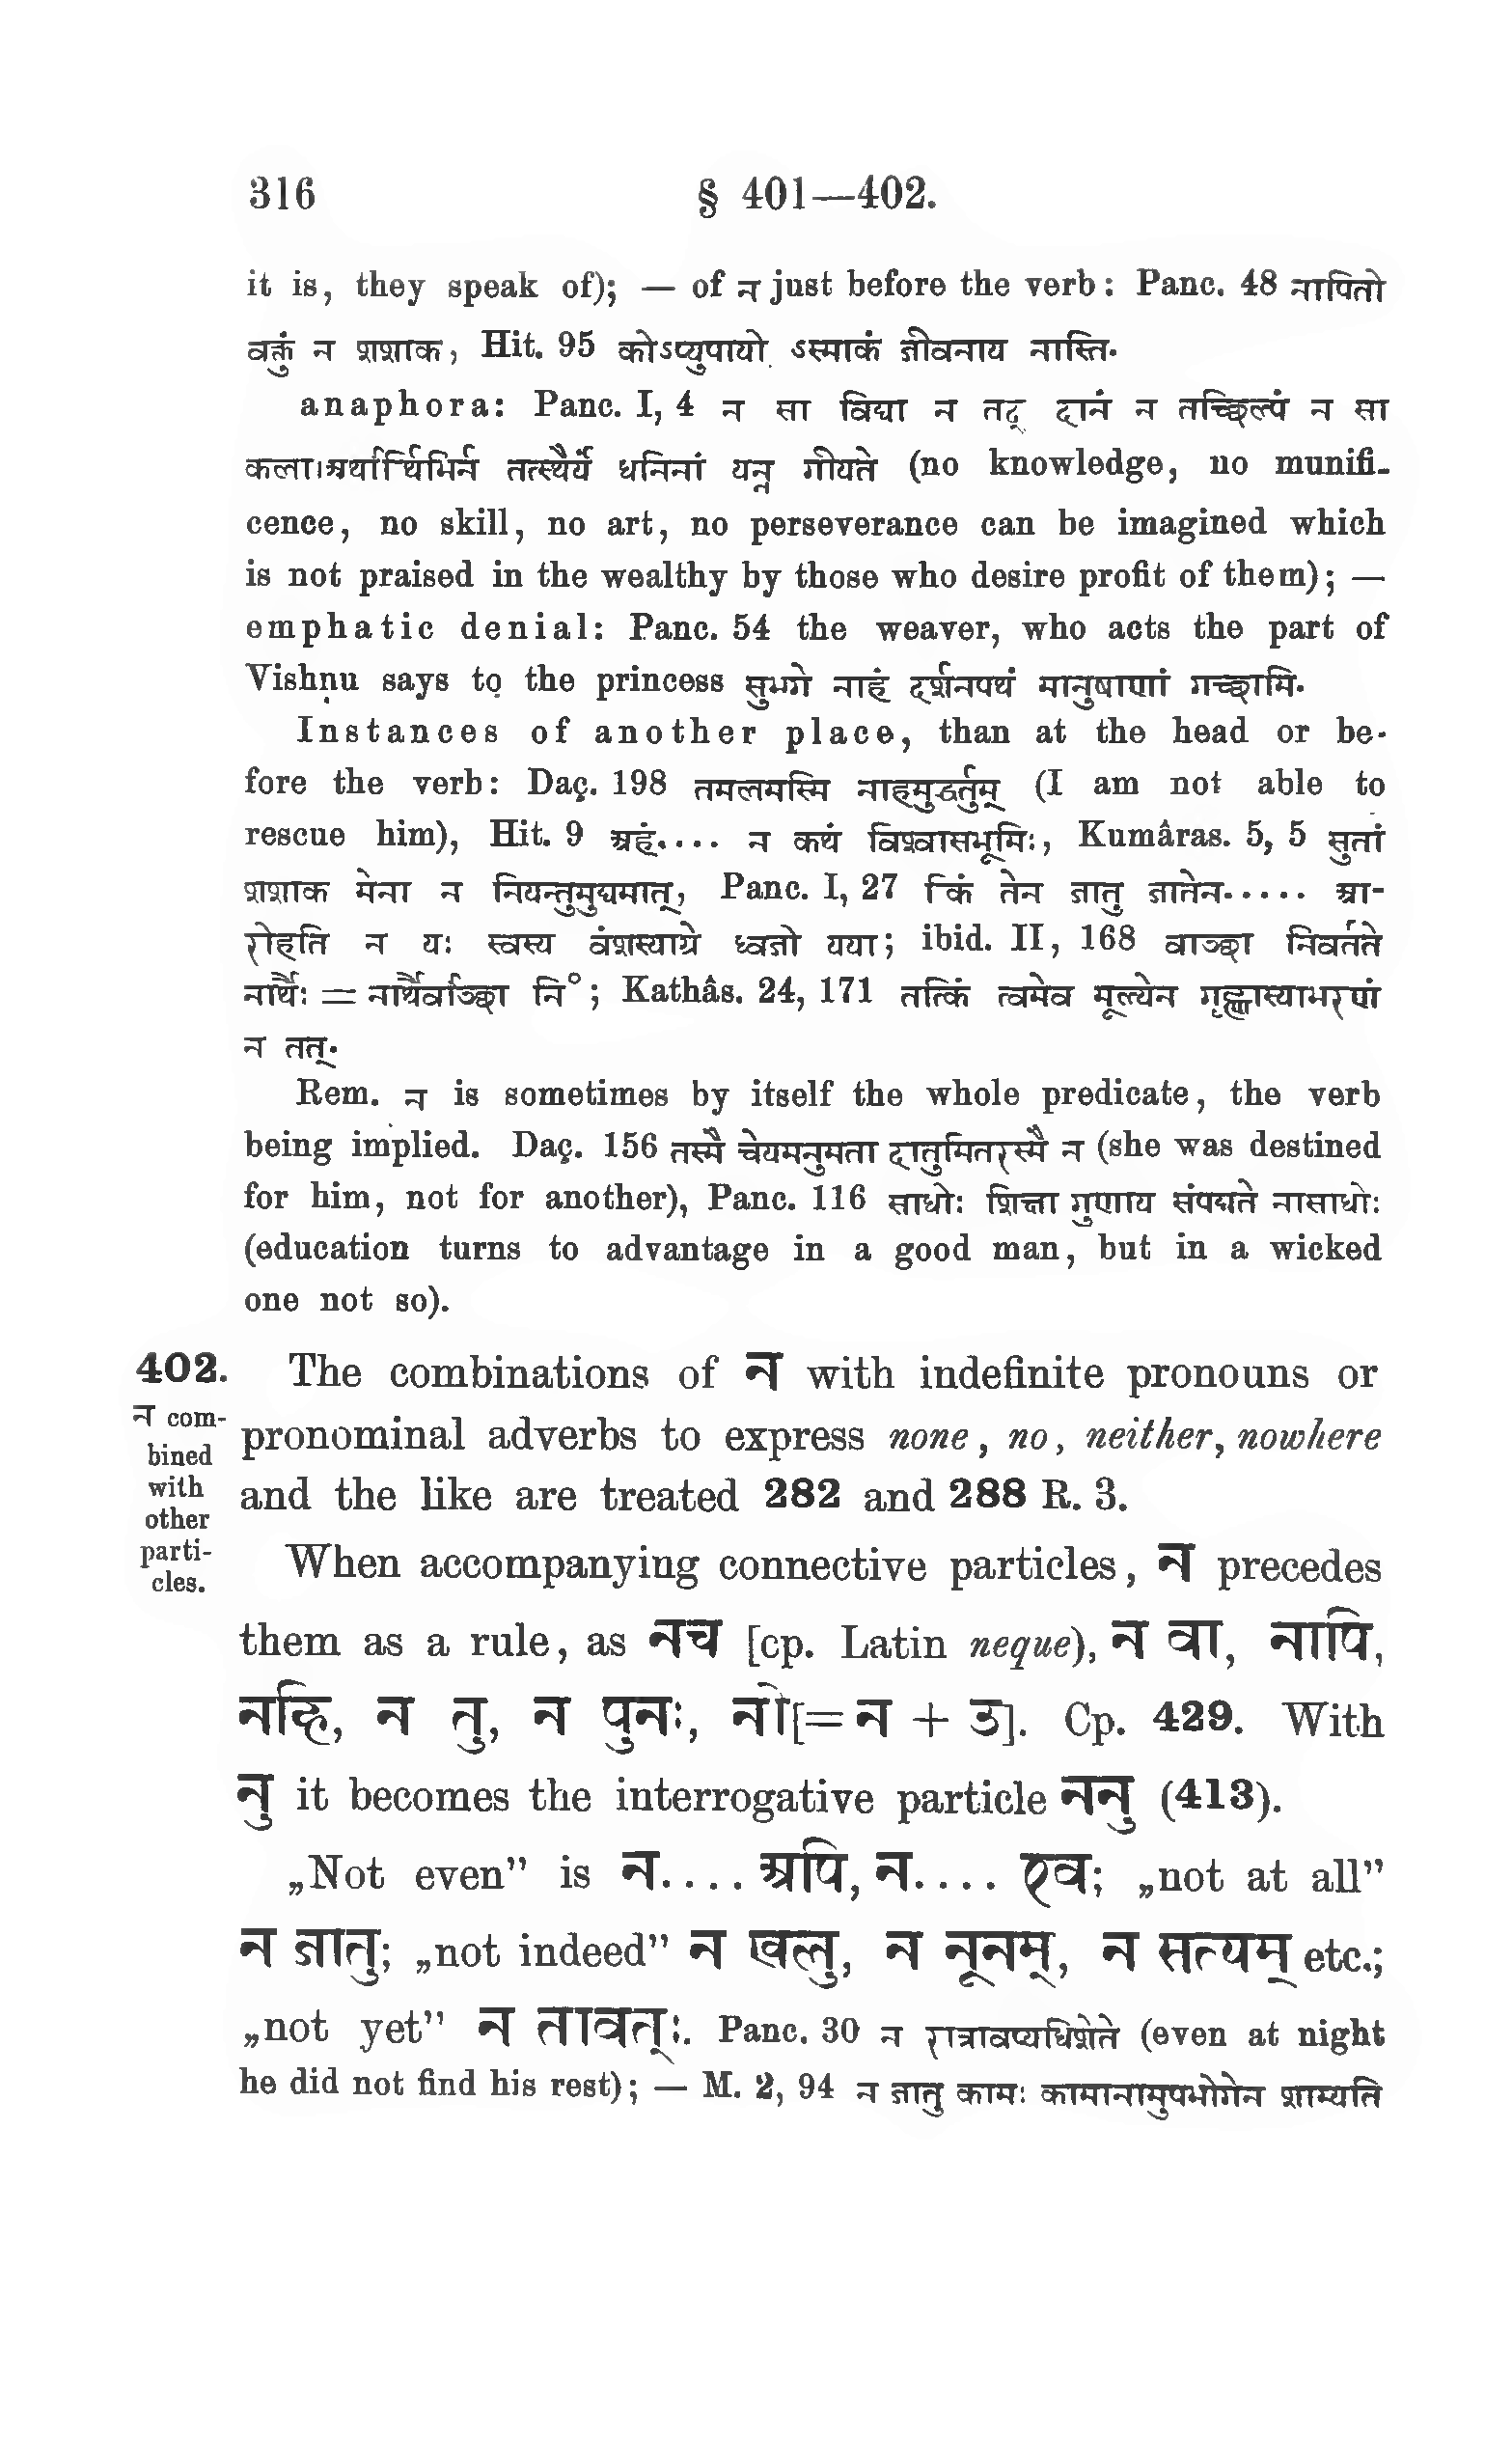 316 § 401—402.
it is, they speak of); — of न just before the verb: Panc. 48 नापितो
वक्तुं न शशाक, Hit. 95 कोऽप्युपायो ऽस्माकं जीवनाय नास्ति.
anaphora: Panc. I, 4 न सा विद्या न तद् दानं न तच्छिल्पं न सा
कला।अर्थार्थिभिर्न तत्स्थैर्यं धनिनां यन्न गीयते (no knowledge, no munifi-
cence, no skill, no art, no perseverance can be imagined which
is not praised in the wealthy by those who desire profit of them); —
emphatic denial: Panc. 54 the weaver, who acts the part of
Vishṇu says to the princess सुभगे नाहं दर्शनपथं मानुषाणां गच्छामि.
Instances of another place, than at the head or be-
fore the verb: Daç. 198 तमलमस्मि नाहमुद्धर्तुम् (I am not able to
rescue him), Hit. 9 अहं.... न कथं विश्वासभूमिः, Kumâras. 5, 5 सुतां
शशाक मेना न नियन्तुमुद्यमात्, Panc. I, 27 किं तेन जातु जातेन..... आ-
रोहति न यः स्वस्य वंशस्याग्रे ध्वजो यथा; ibid. II, 168 वाञ्छा निवर्तते
नार्थैः = नार्थैर्वाञ्छा नि°; Kathâs. 24, 171 तत्किं त्वमेव मूल्येन गृह्णास्याभरणं
न तत्.
Rem. न is sometimes by itself the whole predicate, the verb
being implied. Daç. 156 तस्मै चेयमनुमता दातुमितरस्मै न (she was destined
for him, not for another), Panc. 116 साधोः शिक्षा गुणाय संपद्यते नासाधोः
(education turns to advantage in a good man, but in a wicked
one not so).
402. The combinations of न with indefinite pronouns or
न com-
bined
with
other
parti-
cles.
pronominal adverbs to express none, no, neither, nowhere
and the like are treated 282 and 288 R. 3.
When accompanying connective particles, न precedes
them as a rule, as नच [cp. Latin neque), न वा, नापि,
नहि, न तु, न पुनः, नो[= न + उ]. Cp. 429. With
नु it becomes the interrogative particle ननु (413).
„Not even” is न.... अपि, न.... एव; „not at all”
न जातु; „not indeed” न खलु, न नूनम्, न सत्यम् etc.;
„not yet” न तावत्:. Panc. 30 न रात्रावप्यधिशेते (even at night
he did not find his rest); — M. 2, 94 न जातु कामः कामानामुपभोगेन शाम्यति